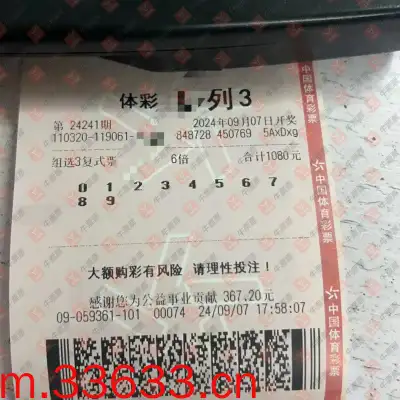 体彩 列3
第 24241期 2024年09月07日开奖
110320-119061- 848728 450769 5AxDxg
组选3复式票 6倍 合计1080元
0 1 2 3 4 5 6 7
8 9
大额购彩有风险 请理性投注！
感谢您为公益事业贡献 367.20元
09-059361-101 00074 24/09/07 17:58:07
中国体育彩票
中国体育彩票
中国体育彩票
m.33633.cn